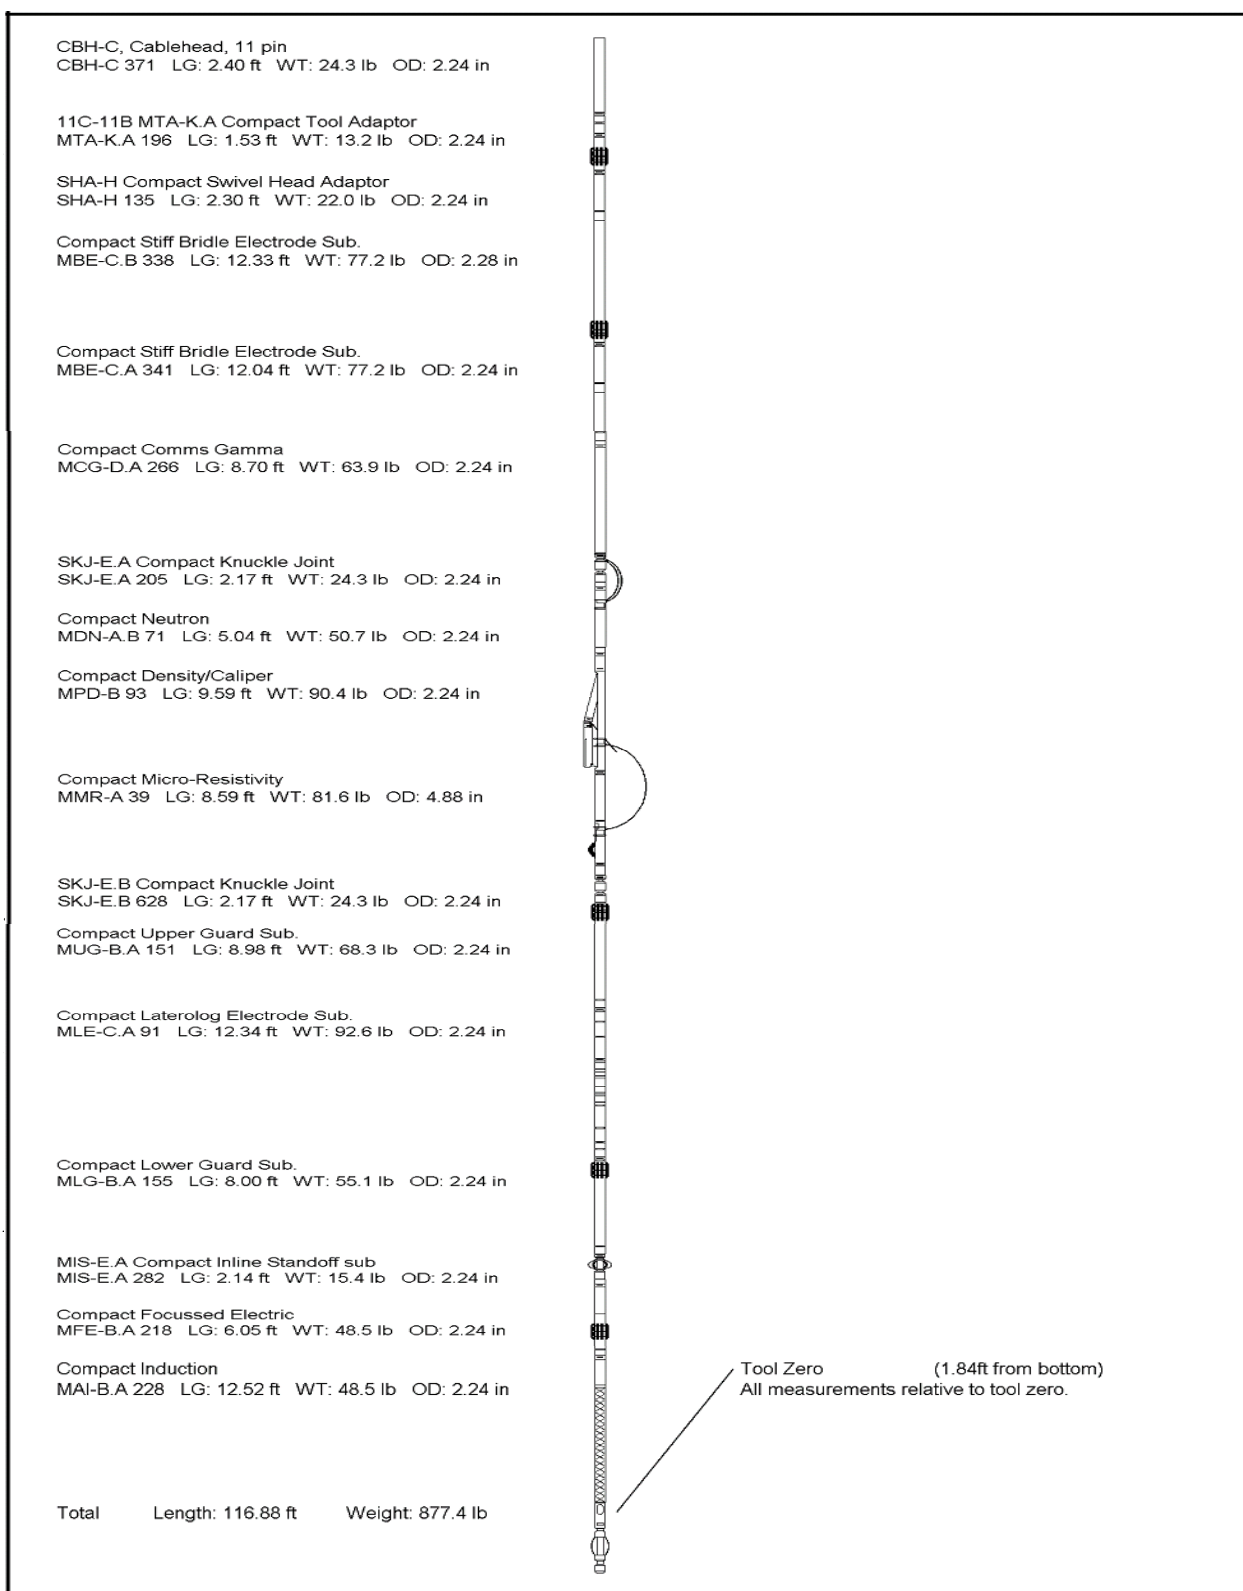 CBH-C, Cablehead, 11 pin
CBH-C 371 LG: 2.40 ft WT: 24.3 lb OD: 2.24 in
11C-11B MTA-K.A Compact Tool Adaptor
MTA-K.A 196 LG: 1.53 ft WT: 13.2 lb OD: 2.24 in
SHA-H Compact Swivel Head Adaptor
SHA-H 135 LG: 2.30 ft WT: 22.0 lb OD: 2.24 in
Compact Stiff Bridle Electrode Sub.
MBE-C.B 338 LG: 12.33 ft WT: 77.2 lb OD: 2.28 in
Compact Stiff Bridle Electrode Sub.
MBE-C.A 341 LG: 12.04 ft WT: 77.2 lb OD: 2.24 in
Compact Comms Gamma
MCG-D.A 266 LG: 8.70 ft WT: 63.9 lb OD: 2.24 in
SKJ-E.A Compact Knuckle Joint
SKJ-E.A 205 LG: 2.17 ft WT: 24.3 lb OD: 2.24 in
Compact Neutron
MDN-A.B 71 LG: 5.04 ft WT: 50.7 lb OD: 2.24 in
Compact Density/Caliper
MPD-B 93 LG: 9.59 ft WT: 90.4 lb OD: 2.24 in
Compact Micro-Resistivity
MMR-A 39 LG: 8.59 ft WT: 81.6 lb OD: 4.88 in
SKJ-E.B Compact Knuckle Joint
SKJ-E.B 628 LG: 2.17 ft WT: 24.3 lb OD: 2.24 in
Compact Upper Guard Sub.
MUG-B.A 151 LG: 8.98 ft WT: 68.3 lb OD: 2.24 in
Compact Laterolog Electrode Sub.
MLE-C.A 91 LG: 12.34 ft WT: 92.6 lb OD: 2.24 in
Compact Lower Guard Sub.
MLG-B.A 155 LG: 8.00 ft WT: 55.1 lb OD: 2.24 in
MIS-E.A Compact Inline Standoff sub
MIS-E.A 282 LG: 2.14 ft WT: 15.4 lb OD: 2.24 in
Compact Focussed Electric
MFE-B.A 218 LG: 6.05 ft WT: 48.5 lb OD: 2.24 in
Compact Induction
MAI-B.A 228 LG: 12.52 ft WT: 48.5 lb OD: 2.24 in
Tool Zero (1.84ft from bottom)
All measurements relative to tool zero.
Total Length: 116.88 ft Weight: 877.4 lb